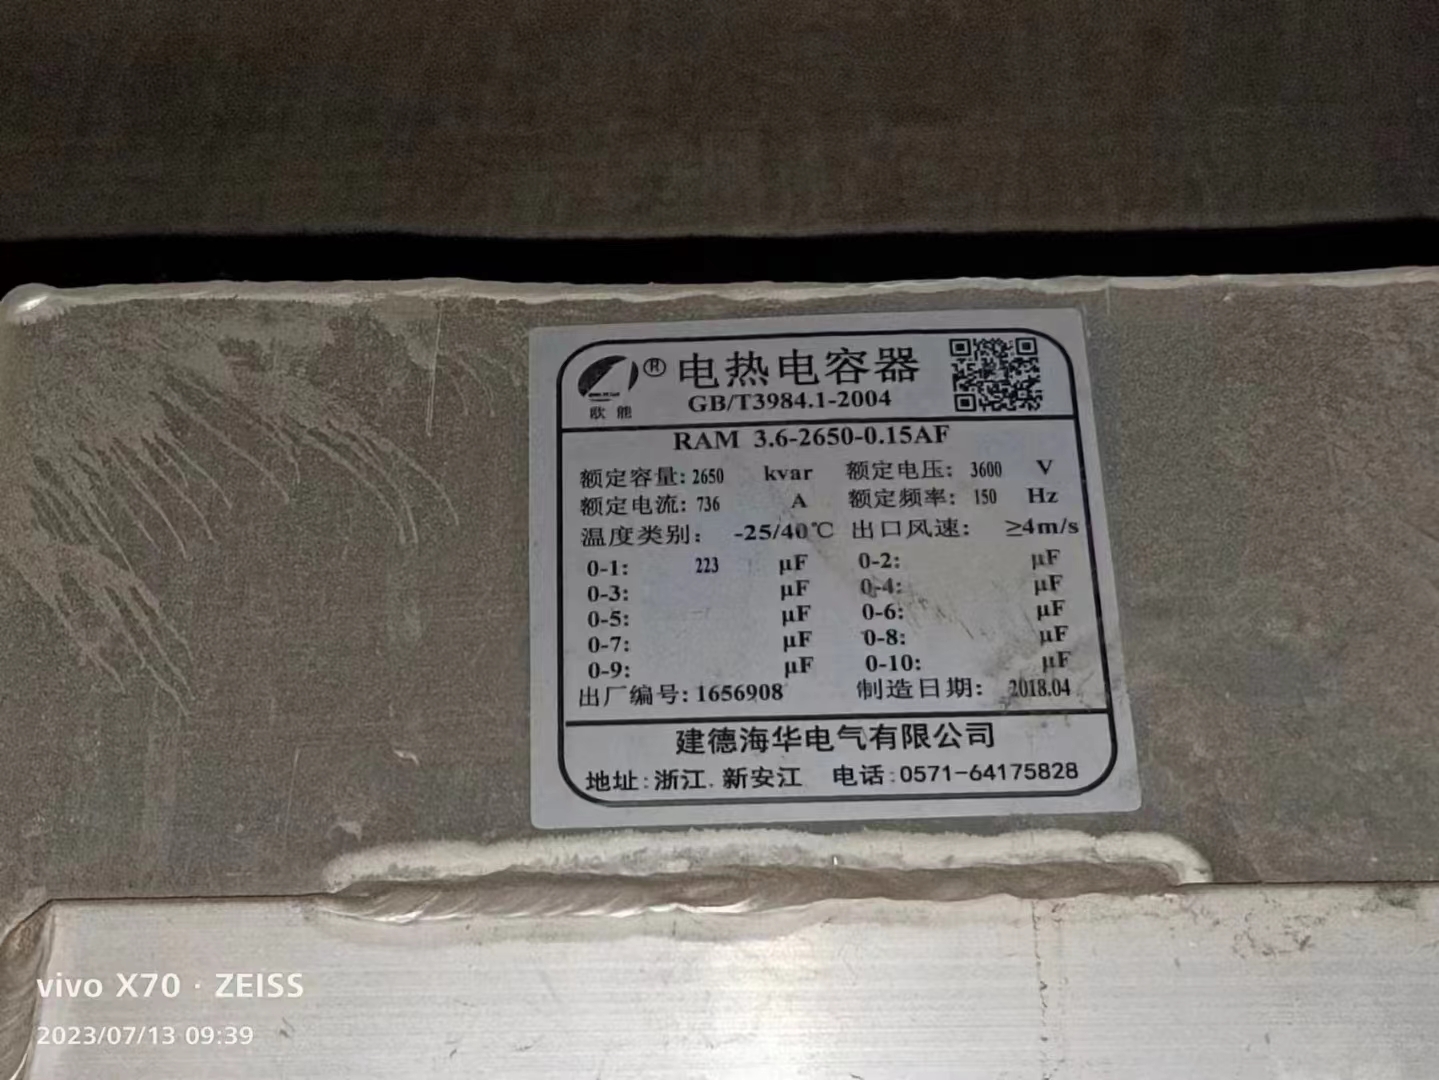 ® 电热电容器
欧能
GB/T3984.1-2004
RAM 3.6-2650-0.15AF
额定容量: 2650 kvar 额定电压: 3600 V
额定电流: 736 A 额定频率: 150 Hz
温度类别: -25/40℃ 出口风速: ≥4m/s
0-1: 223 μF 0-2: μF
0-3: μF 0-4: μF
0-5: μF 0-6: μF
0-7: μF 0-8: μF
0-9: μF 0-10: μF
出厂编号: 1656908 制造日期: 2018.04
建德海华电气有限公司
地址:浙江.新安江 电话:0571-64175828
vivo X70 · ZEISS
2023/07/13 09:39